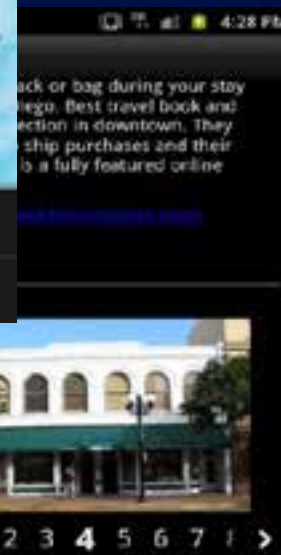 4:28 PM
ack or bag during your stay
iego. Best travel book and
ection in downtown. They
ship purchases and their
is a fully featured online
2 3 4 5 6 7